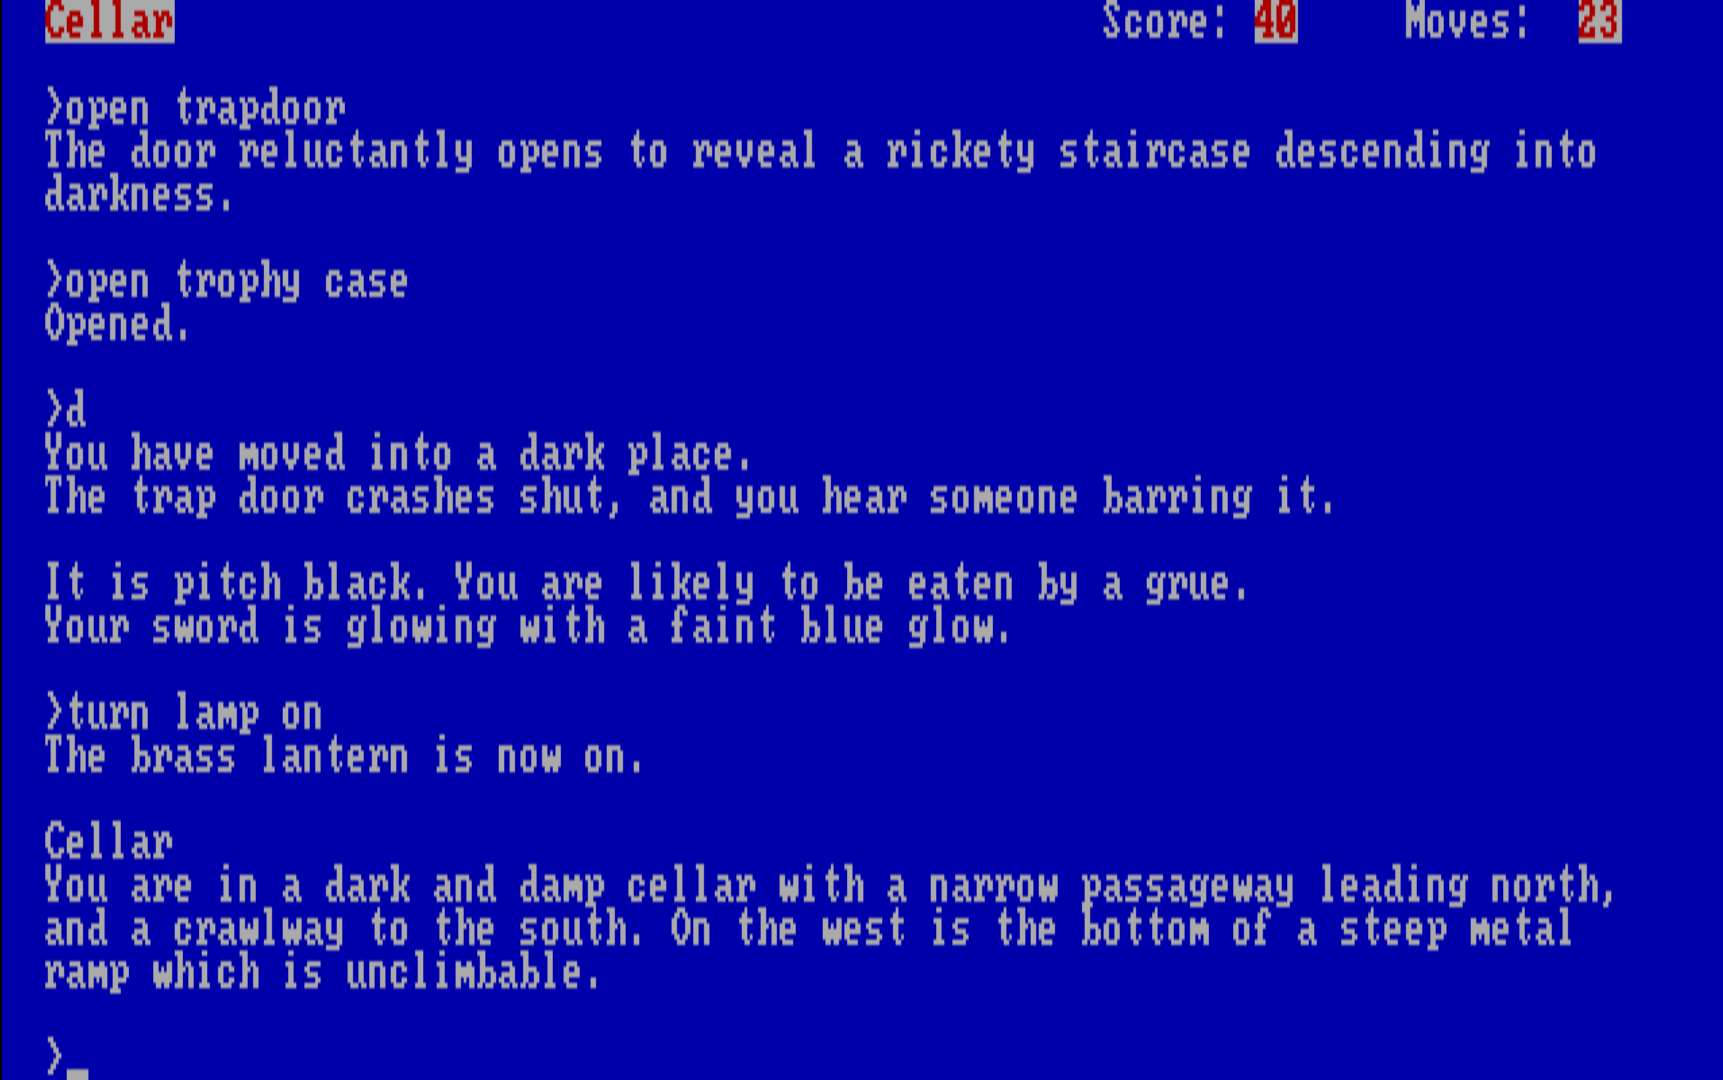 Cellar Score: 40 Moves: 23
>open trapdoor
The door reluctantly opens to reveal a rickety staircase descending into
darkness.
>open trophy case
Opened.
>d
You have moved into a dark place.
The trap door crashes shut, and you hear someone barring it.
It is pitch black. You are likely to be eaten by a grue.
Your sword is glowing with a faint blue glow.
>turn lamp on
The brass lantern is now on.
Cellar
You are in a dark and damp cellar with a narrow passageway leading north,
and a crawlway to the south. On the west is the bottom of a steep metal
ramp which is unclimbable.
>_